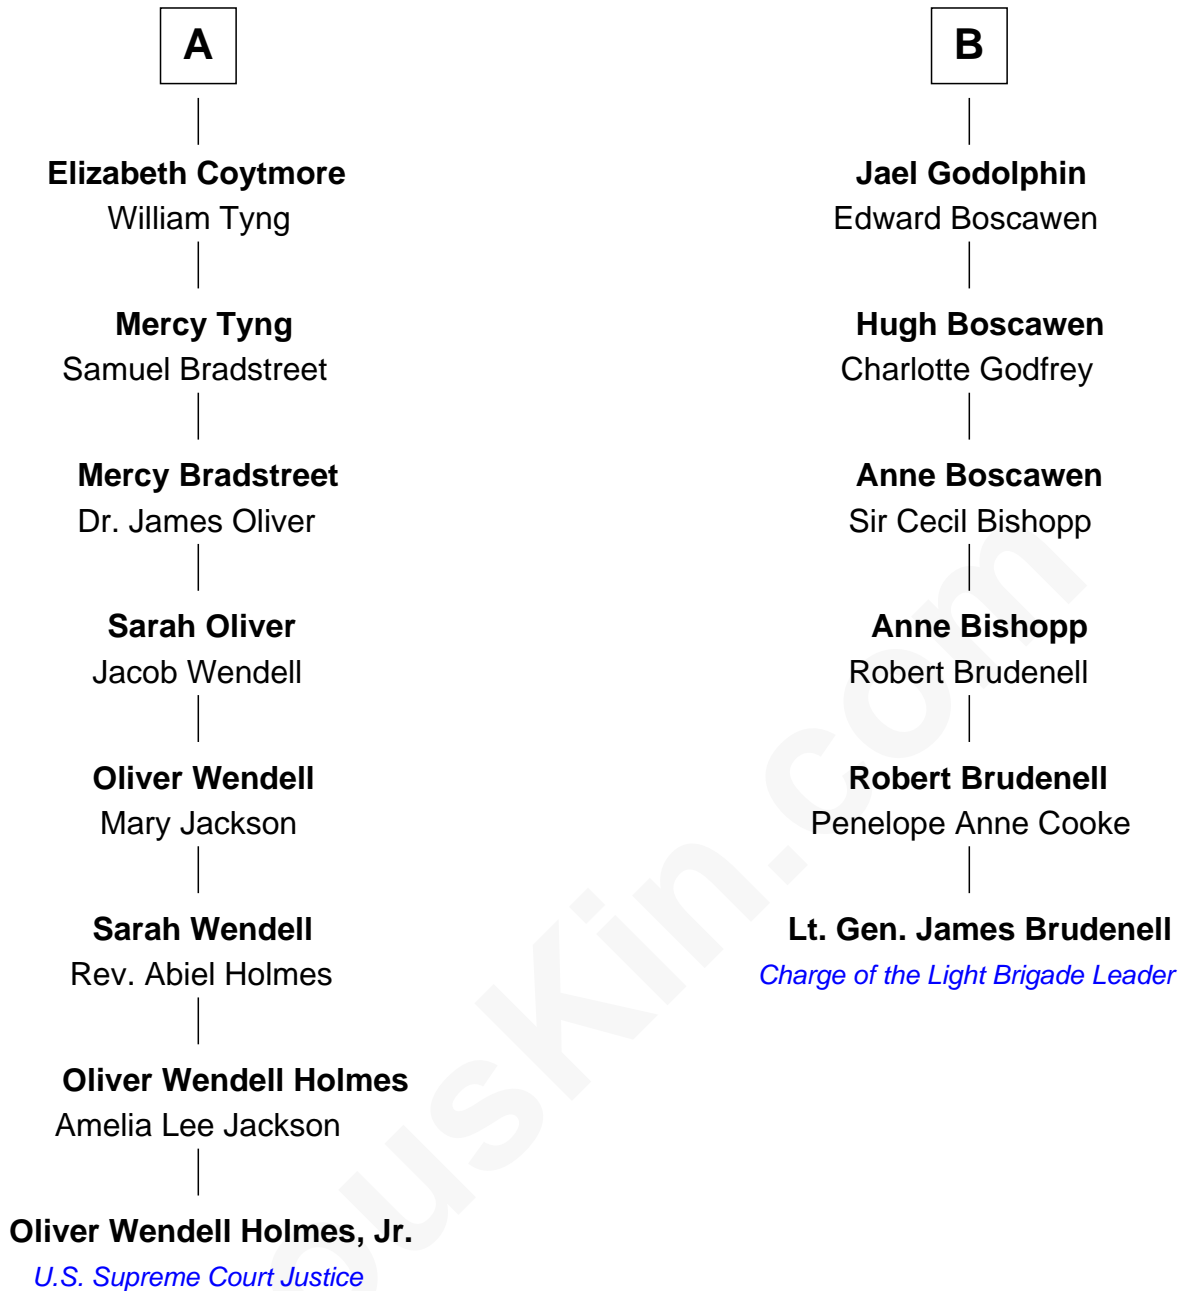 A
Elizabeth Coytmore
William Tyng
Mercy Tyng
Samuel Bradstreet
Mercy Bradstreet
Dr. James Oliver
Sarah Oliver
Jacob Wendell
Oliver Wendell
Mary Jackson
Sarah Wendell
Rev. Abiel Holmes
Oliver Wendell Holmes
Amelia Lee Jackson
Oliver Wendell Holmes, Jr.
U.S. Supreme Court Justice
B
Jael Godolphin
Edward Boscawen
Hugh Boscawen
Charlotte Godfrey
Anne Boscawen
Sir Cecil Bishopp
Anne Bishopp
Robert Brudenell
Robert Brudenell
Penelope Anne Cooke
Lt. Gen. James Brudenell
Charge of the Light Brigade Leader
ousKin.com